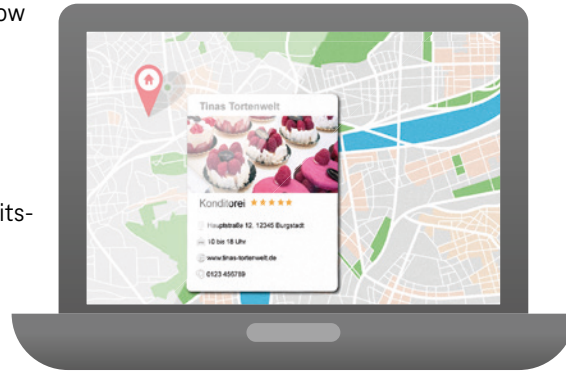 ow
its-
Tinas Tortenwelt
Konditorei
Hauptstraße 12, 12345 Burgstadt
10 bis 18 Uhr
www.tinas-tortenwelt.de
0123 456789